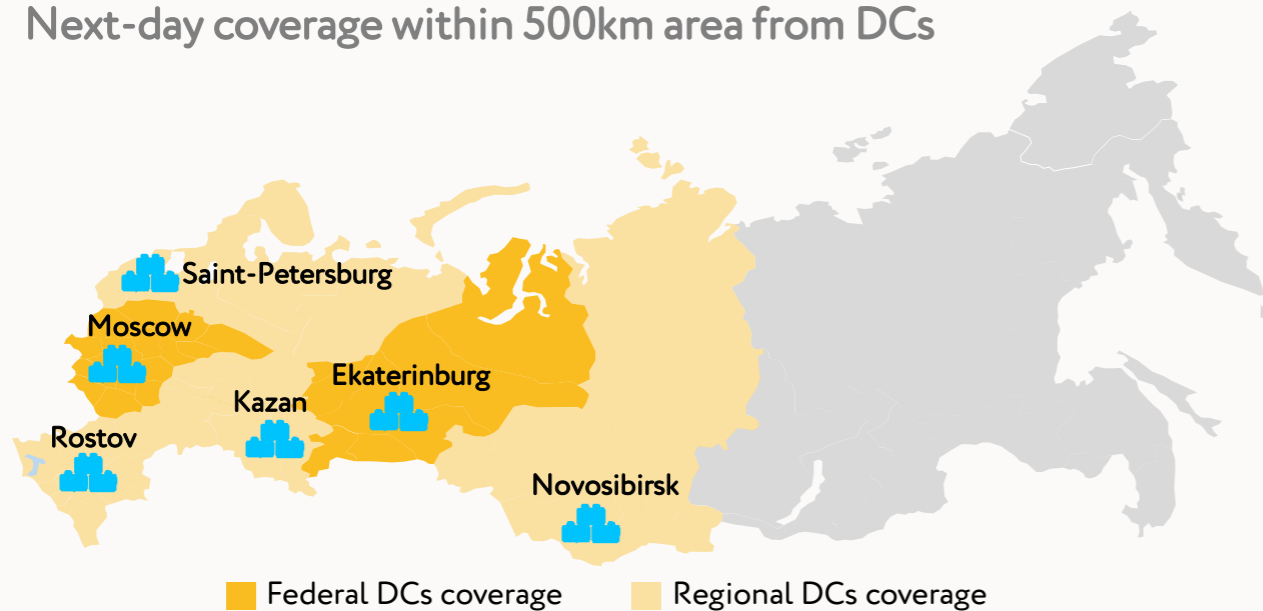 Next-day coverage within 500km area from DCs
Saint-Petersburg
Moscow
Ekaterinburg
Kazan
Rostov
Novosibirsk
Federal DCs coverage
Regional DCs coverage